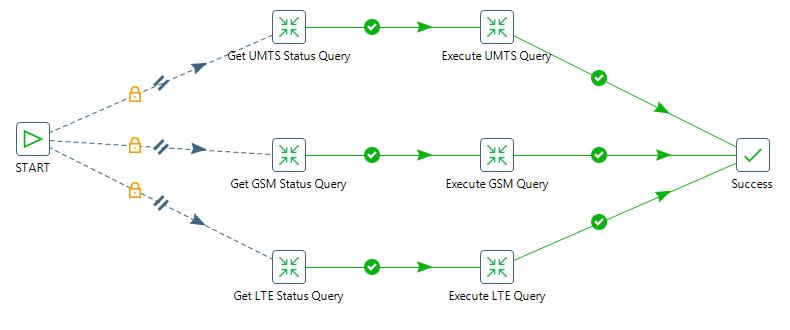 Get UMTS Status Query
Execute UMTS Query
START
Get GSM Status Query
Execute GSM Query
Success
Get LTE Status Query
Execute LTE Query